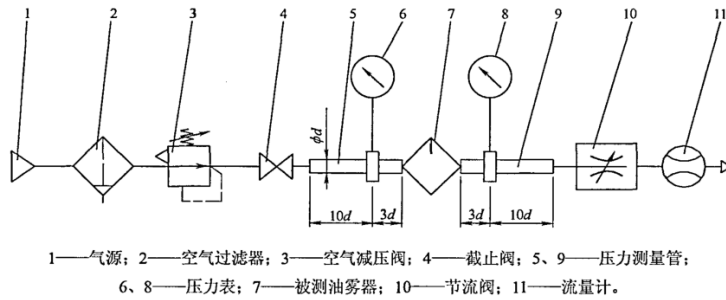 1 2 3 4 5 6 7 8 9 10 11
ϕd
10d 3d 3d 10d
1——气源；2——空气过滤器；3——空气减压阀；4——截止阀；5、9——压力测量管；
6、8——压力表；7——被测油雾器；10——节流阀；11——流量计。